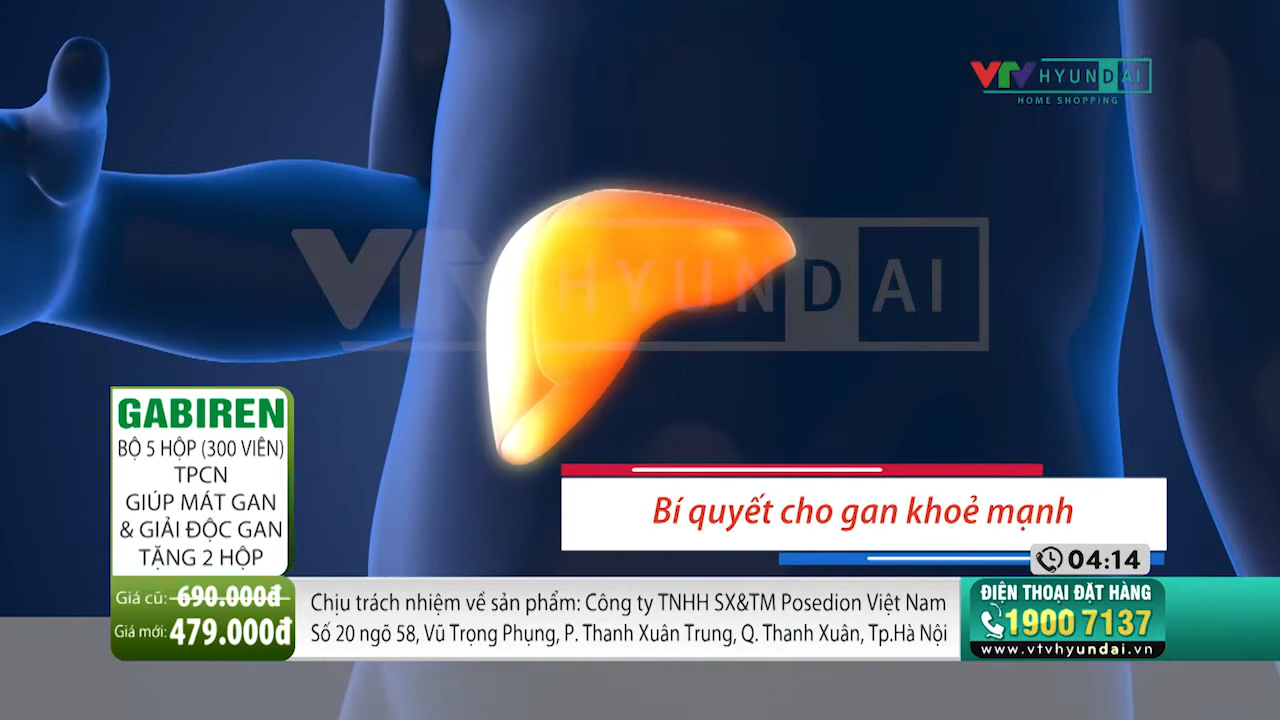 VTV HYUNDAI
HOME SHOPPING
VTV HYUNDAI
GABIREN
BỘ 5 HỘP (300 VIÊN)
TPCN
GIÚP MÁT GAN
& GIẢI ĐỘC GAN
TẶNG 2 HỘP
Giá cũ: 690.000đ
Giá mới: 479.000đ
Bí quyết cho gan khoẻ mạnh
04:14
Chịu trách nhiệm về sản phẩm: Công ty TNHH SX&TM Posedion Việt Nam
Số 20 ngõ 58, Vũ Trọng Phụng, P. Thanh Xuân Trung, Q. Thanh Xuân, Tp.Hà Nội
ĐIỆN THOẠI ĐẶT HÀNG
1900 7137
www.vtvhyundai.vn